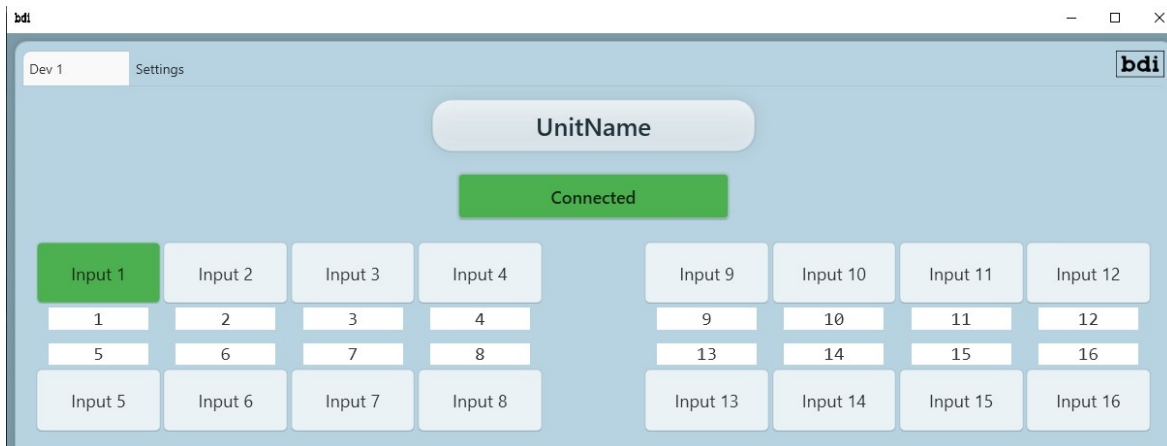 bdi
Dev 1 Settings bdi
UnitName
Connected
Input 1 Input 2 Input 3 Input 4 Input 9 Input 10 Input 11 Input 12
1 2 3 4 9 10 11 12
5 6 7 8 13 14 15 16
Input 5 Input 6 Input 7 Input 8 Input 13 Input 14 Input 15 Input 16